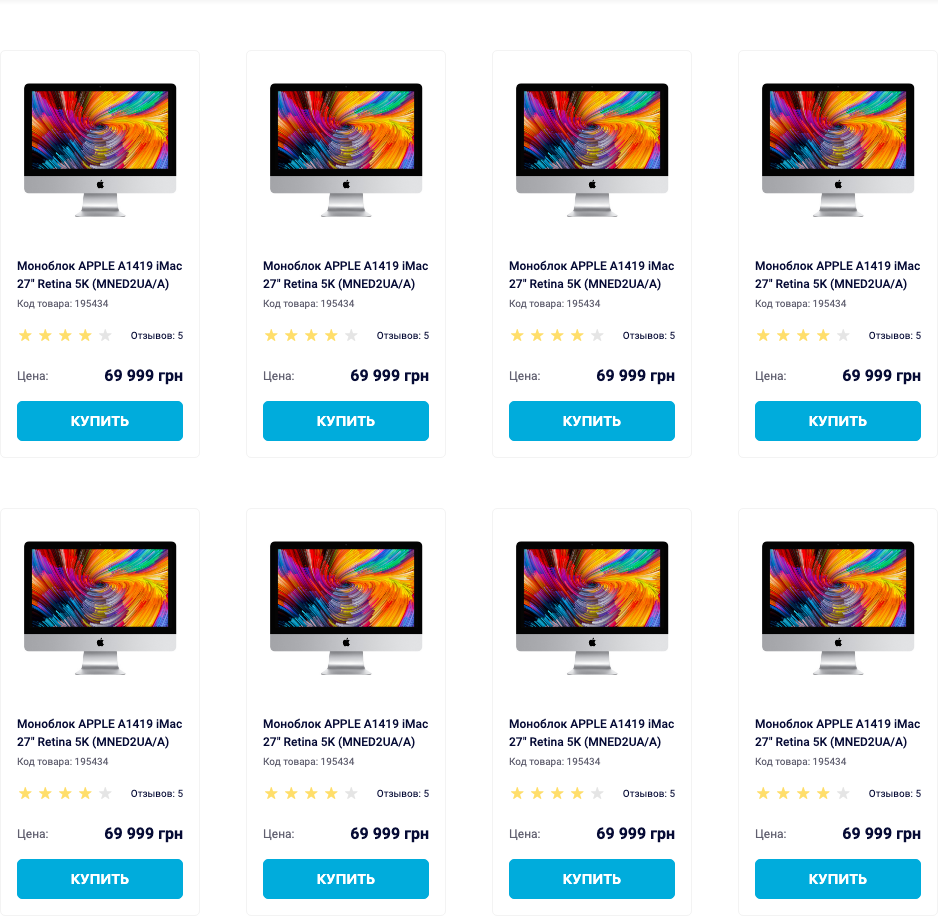 Моноблок APPLE A1419 iMac
27" Retina 5K (MNED2UA/A)
Код товара: 195434
Отзывов: 5
Цена: 69 999 грн
КУПИТЬ
Моноблок APPLE A1419 iMac
27" Retina 5K (MNED2UA/A)
Код товара: 195434
Отзывов: 5
Цена: 69 999 грн
КУПИТЬ
Моноблок APPLE A1419 iMac
27" Retina 5K (MNED2UA/A)
Код товара: 195434
Отзывов: 5
Цена: 69 999 грн
КУПИТЬ
Моноблок APPLE A1419 iMac
27" Retina 5K (MNED2UA/A)
Код товара: 195434
Отзывов: 5
Цена: 69 999 грн
КУПИТЬ
Моноблок APPLE A1419 iMac
27" Retina 5K (MNED2UA/A)
Код товара: 195434
Отзывов: 5
Цена: 69 999 грн
КУПИТЬ
Моноблок APPLE A1419 iMac
27" Retina 5K (MNED2UA/A)
Код товара: 195434
Отзывов: 5
Цена: 69 999 грн
КУПИТЬ
Моноблок APPLE A1419 iMac
27" Retina 5K (MNED2UA/A)
Код товара: 195434
Отзывов: 5
Цена: 69 999 грн
КУПИТЬ
Моноблок APPLE A1419 iMac
27" Retina 5K (MNED2UA/A)
Код товара: 195434
Отзывов: 5
Цена: 69 999 грн
КУПИТЬ